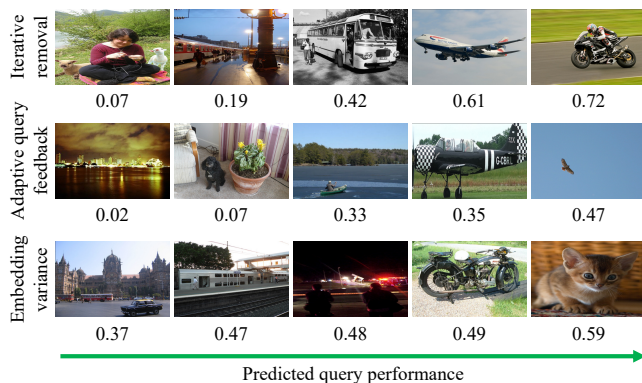 Iterative
removal
0.07 0.19 0.42 0.61 0.72
Adaptive query
feedback
G-CBRL
0.02 0.07 0.33 0.35 0.47
Embedding
variance
0.37 0.47 0.48 0.49 0.59
Predicted query performance